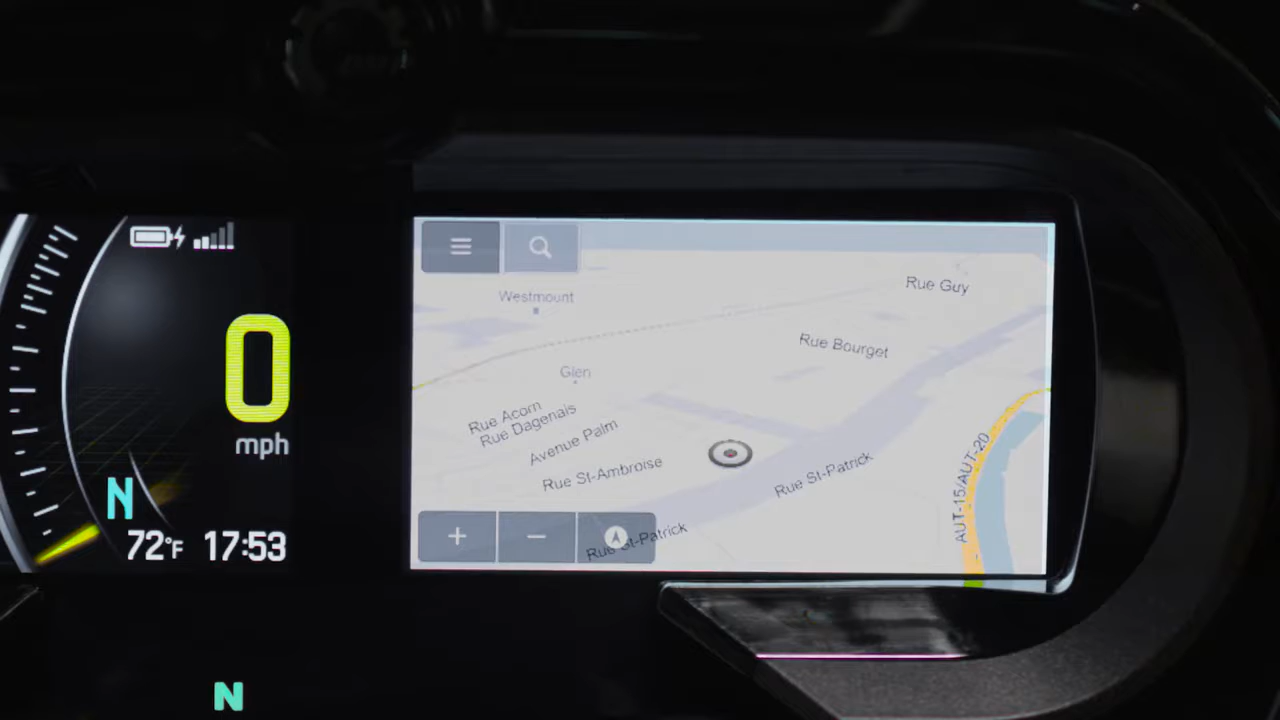 0
mph
N
72°F 17:53
N
Westmount
Rue Guy
Rue Bourget
Glen
Rue Acorn
Rue Dagenais
Avenue Palm
Rue St-Ambroise
Rue St-Patrick
AUT-15/AUT-20
Rue St-Patrick